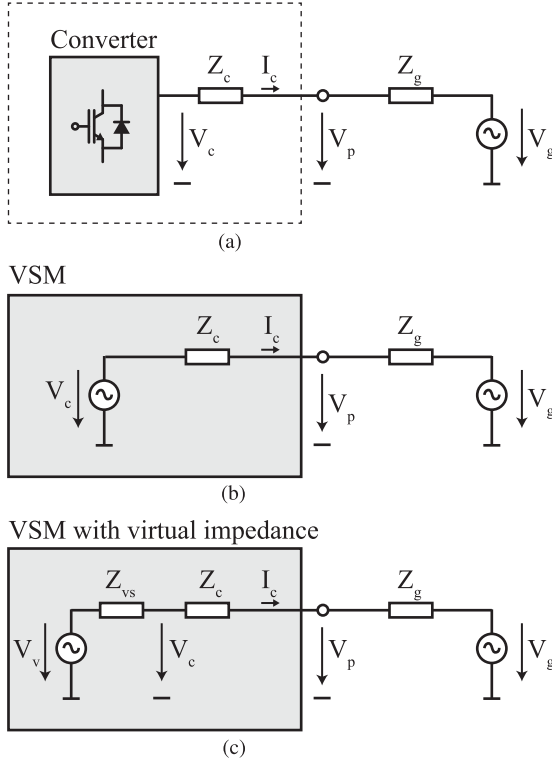 Converter
Z_c I_c Z_g
V_c V_p V_g
(a)
VSM
Z_c I_c Z_g
V_c V_p V_g
(b)
VSM with virtual impedance
Z_vs Z_c I_c Z_g
V_v V_c V_p V_g
(c)